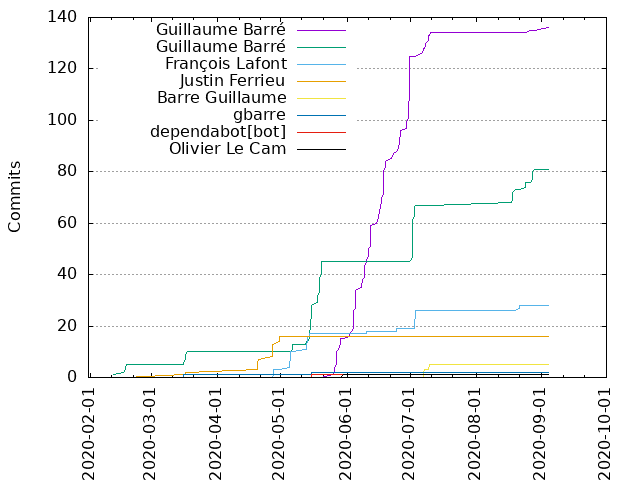 140
120
100
80
60
40
20
0
Commits
Guillaume Barré
Guillaume Barré
François Lafont
Justin Ferrieu
Barre Guillaume
gbarre
dependabot[bot]
Olivier Le Cam
2020-02-01
2020-03-01
2020-04-01
2020-05-01
2020-06-01
2020-07-01
2020-08-01
2020-09-01
2020-10-01